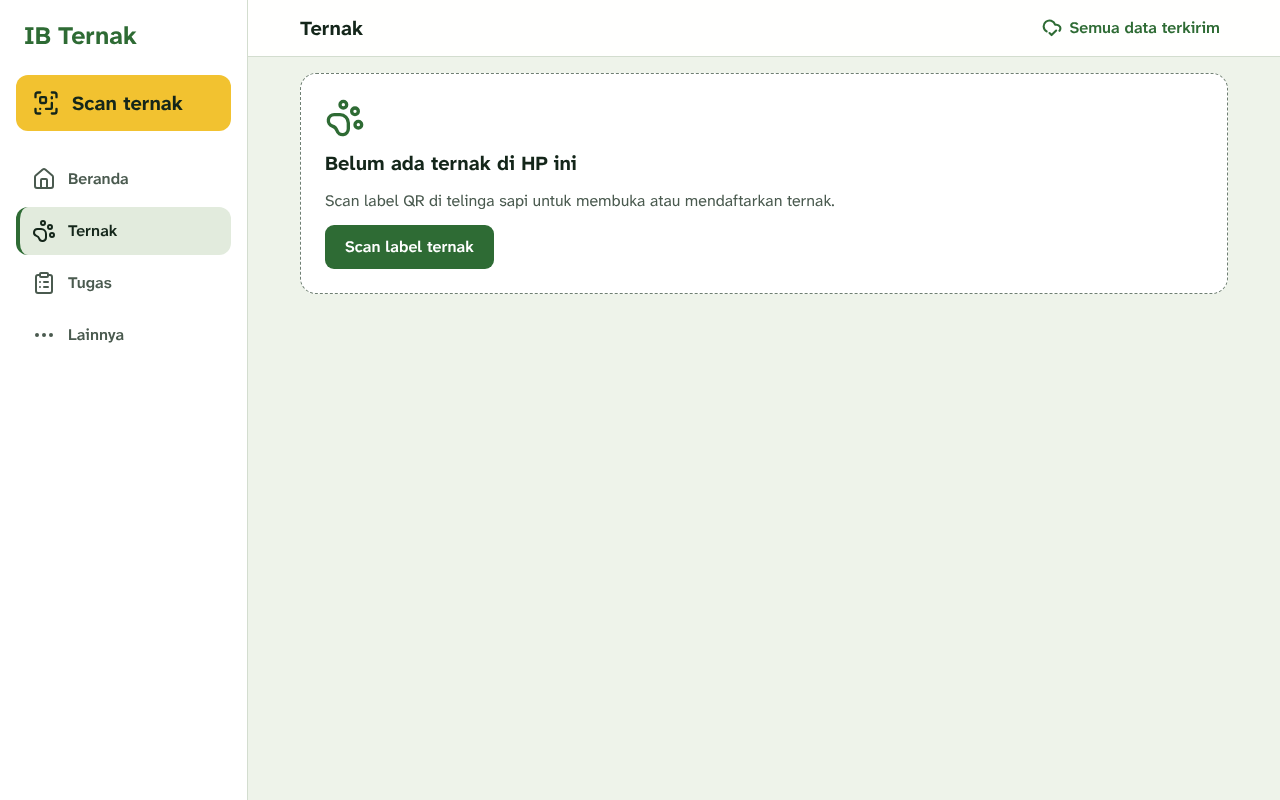 IB Ternak
Scan ternak
Beranda
Ternak
Tugas
Lainnya
Ternak
Semua data terkirim
Belum ada ternak di HP ini
Scan label QR di telinga sapi untuk membuka atau mendaftarkan ternak.
Scan label ternak